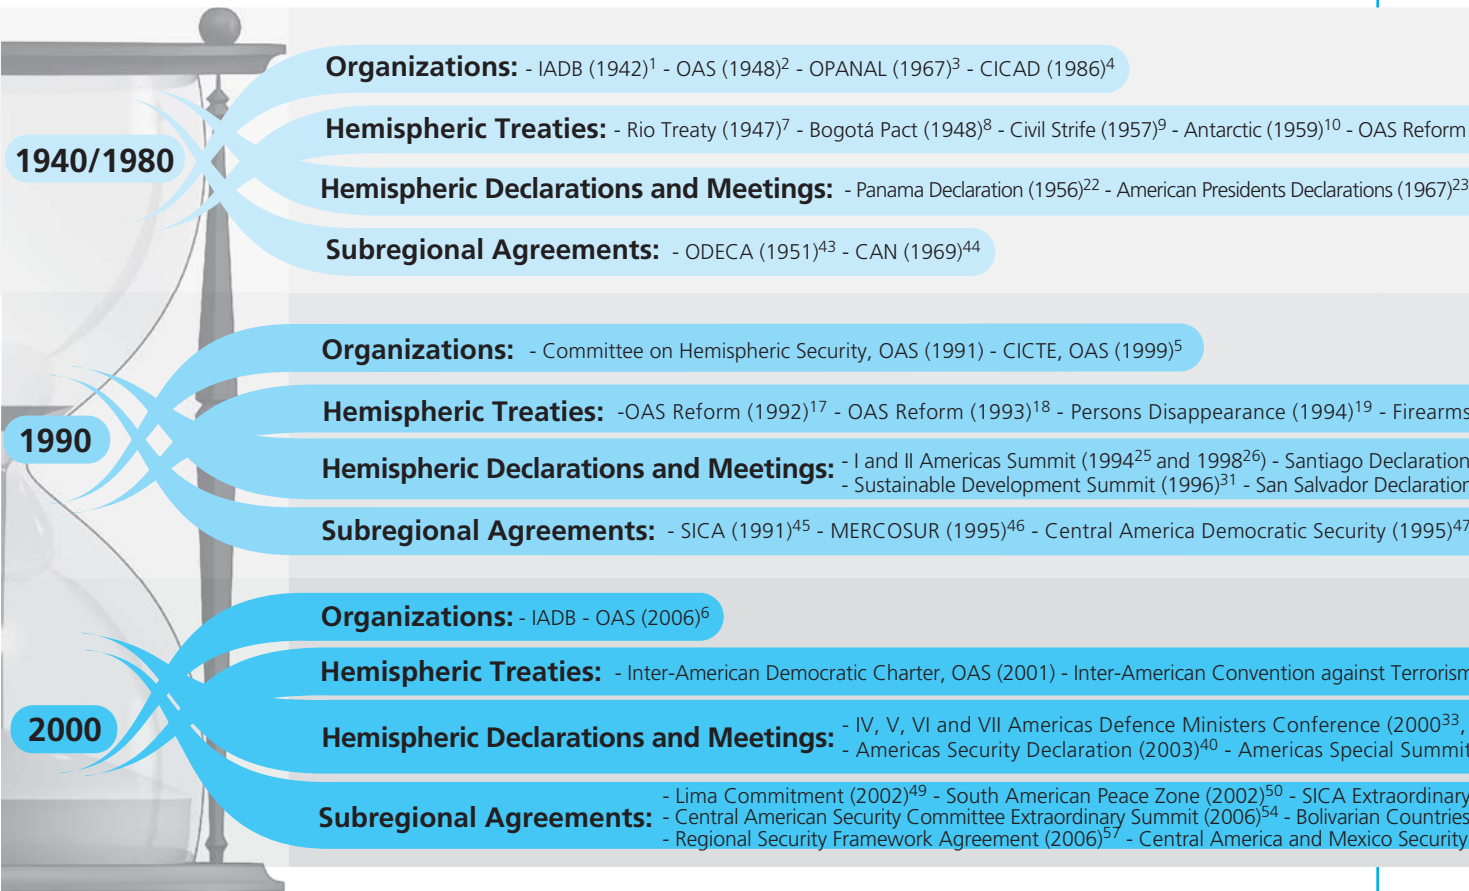 1940/1980
Organizations: - IADB (1942)1 - OAS (1948)2 - OPANAL (1967)3 - CICAD (1986)4
Hemispheric Treaties: - Rio Treaty (1947)7 - Bogotá Pact (1948)8 - Civil Strife (1957)9 - Antarctic (1959)10 - OAS Reform
Hemispheric Declarations and Meetings: - Panama Declaration (1956)22 - American Presidents Declarations (1967)23
Subregional Agreements: - ODECA (1951)43 - CAN (1969)44
1990
Organizations: - Committee on Hemispheric Security, OAS (1991) - CICTE, OAS (1999)5
Hemispheric Treaties: -OAS Reform (1992)17 - OAS Reform (1993)18 - Persons Disappearance (1994)19 - Firearms
Hemispheric Declarations and Meetings: - I and II Americas Summit (199425 and 199826) - Santiago Declaration
- Sustainable Development Summit (1996)31 - San Salvador Declaration
Subregional Agreements: - SICA (1991)45 - MERCOSUR (1995)46 - Central America Democratic Security (1995)47
2000
Organizations: - IADB - OAS (2006)6
Hemispheric Treaties: - Inter-American Democratic Charter, OAS (2001) - Inter-American Convention against Terrorism
Hemispheric Declarations and Meetings: - IV, V, VI and VII Americas Defence Ministers Conference (200033,
- Americas Security Declaration (2003)40 - Americas Special Summit
Subregional Agreements: - Lima Commitment (2002)49 - South American Peace Zone (2002)50 - SICA Extraordinary
- Central American Security Committee Extraordinary Summit (2006)54 - Bolivarian Countries
- Regional Security Framework Agreement (2006)57 - Central America and Mexico Security